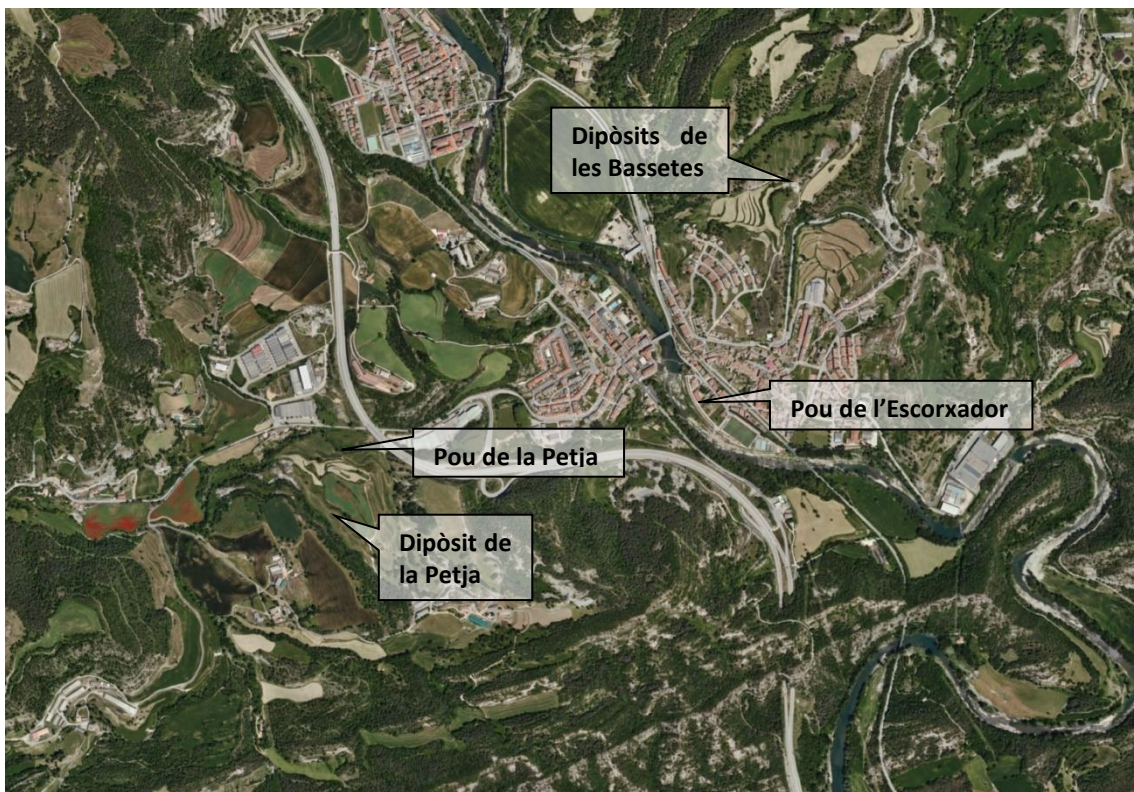 Dipòsits de
les Bassetes
Pou de l’Escorxador
Pou de la Petja
Dipòsit de
la Petja